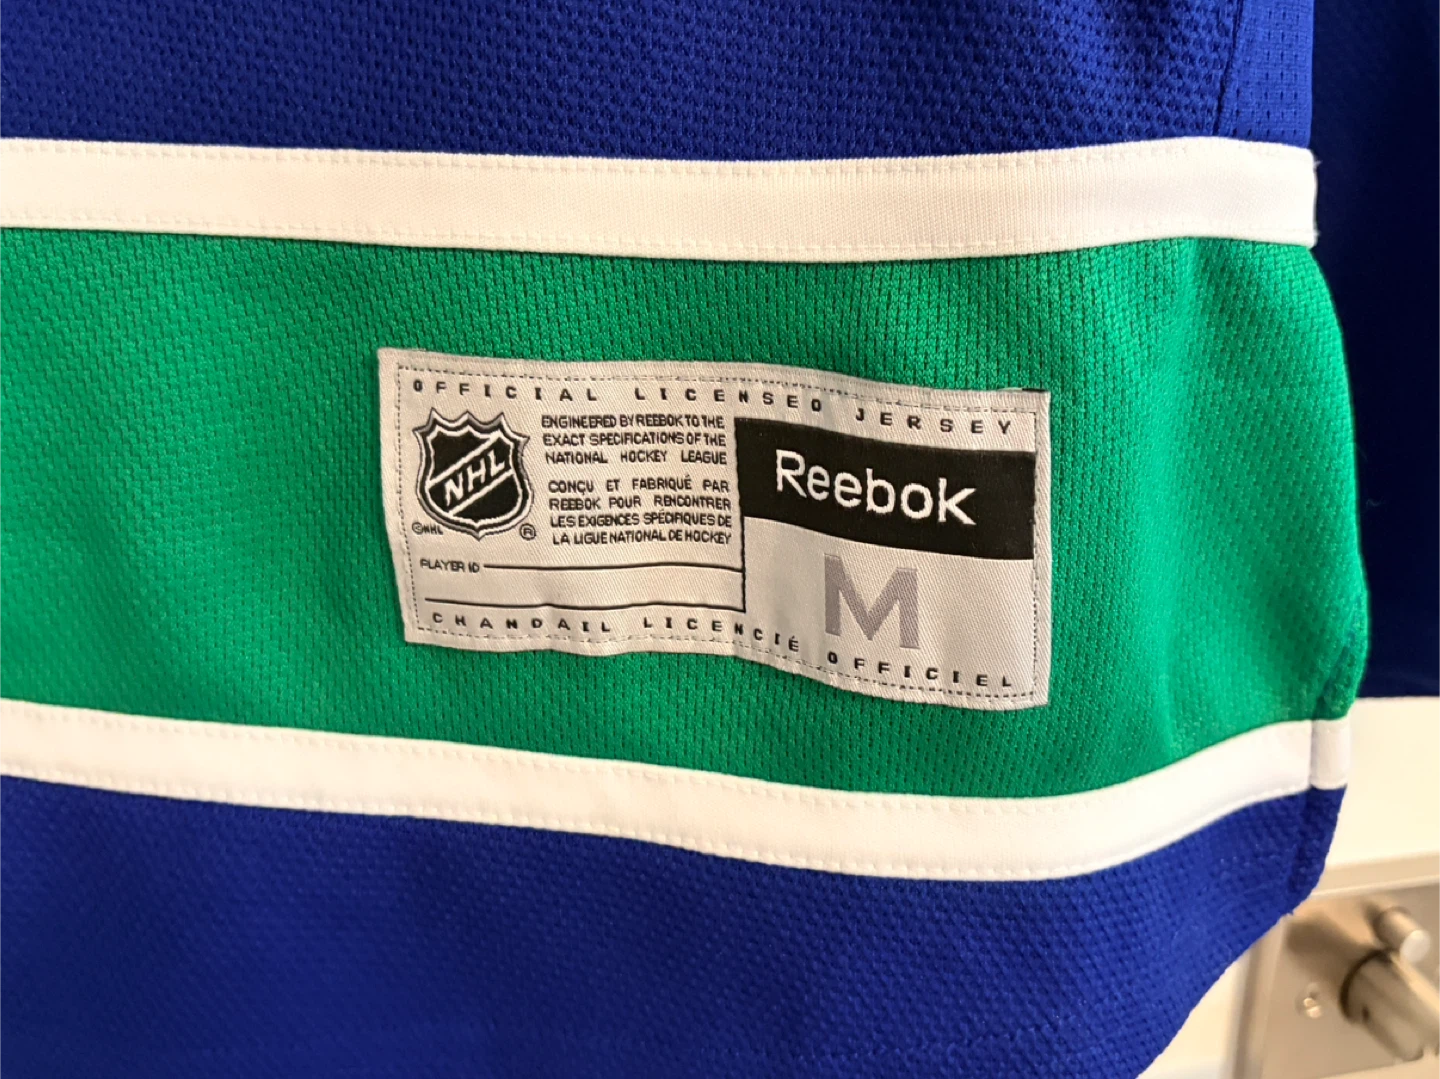 OFFICIAL LICENSED JERSEY
NHL
©NHL
®
ENGINEERED BY REEBOK TO THE
EXACT SPECIFICATIONS OF THE
NATIONAL HOCKEY LEAGUE
CONÇU ET FABRIQUÉ PAR
REEBOK POUR RENCONTRER
LES EXIGENCES SPÉCIFIQUES DE
LA LIGUE NATIONAL DE HOCKEY
Reebok
M
PLAYER ID
CHANDAIL LICENCIÉ OFFICIEL